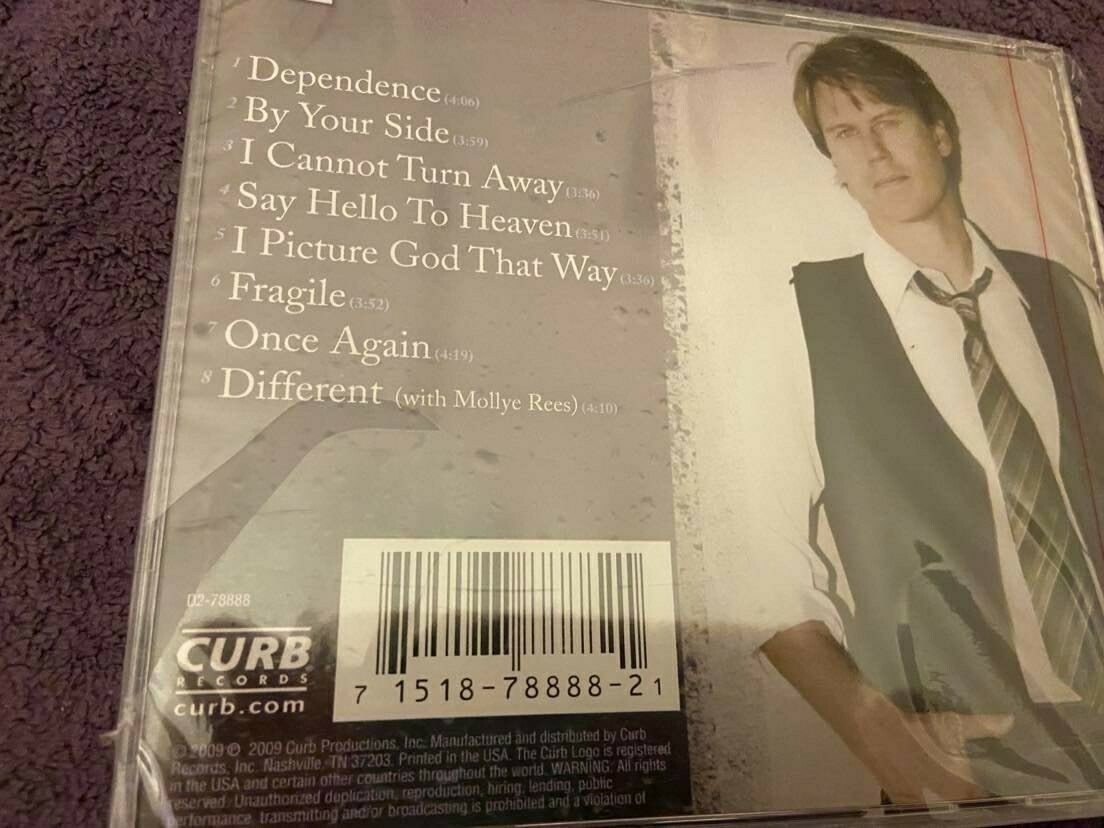 1 Dependence (4:06)
2 By Your Side (3:59)
3 I Cannot Turn Away (3:36)
4 Say Hello To Heaven (3:51)
5 I Picture God That Way (3:36)
6 Fragile (3:52)
7 Once Again (4:19)
8 Different (with Mollye Rees) (4:10)
D2-78888
CURB
RECORDS
curb.com
7 1518-78888-2 1
© 2009 ℗ 2009 Curb Productions, Inc. Manufactured and distributed by Curb
Records, Inc. Nashville, TN 37203. Printed in the USA. The Curb Logo is registered
in the USA and certain other countries throughout the world. WARNING: All rights
reserved. Unauthorized duplication, reproduction, hiring, lending, public
performance, transmitting and/or broadcasting is prohibited and a violation of